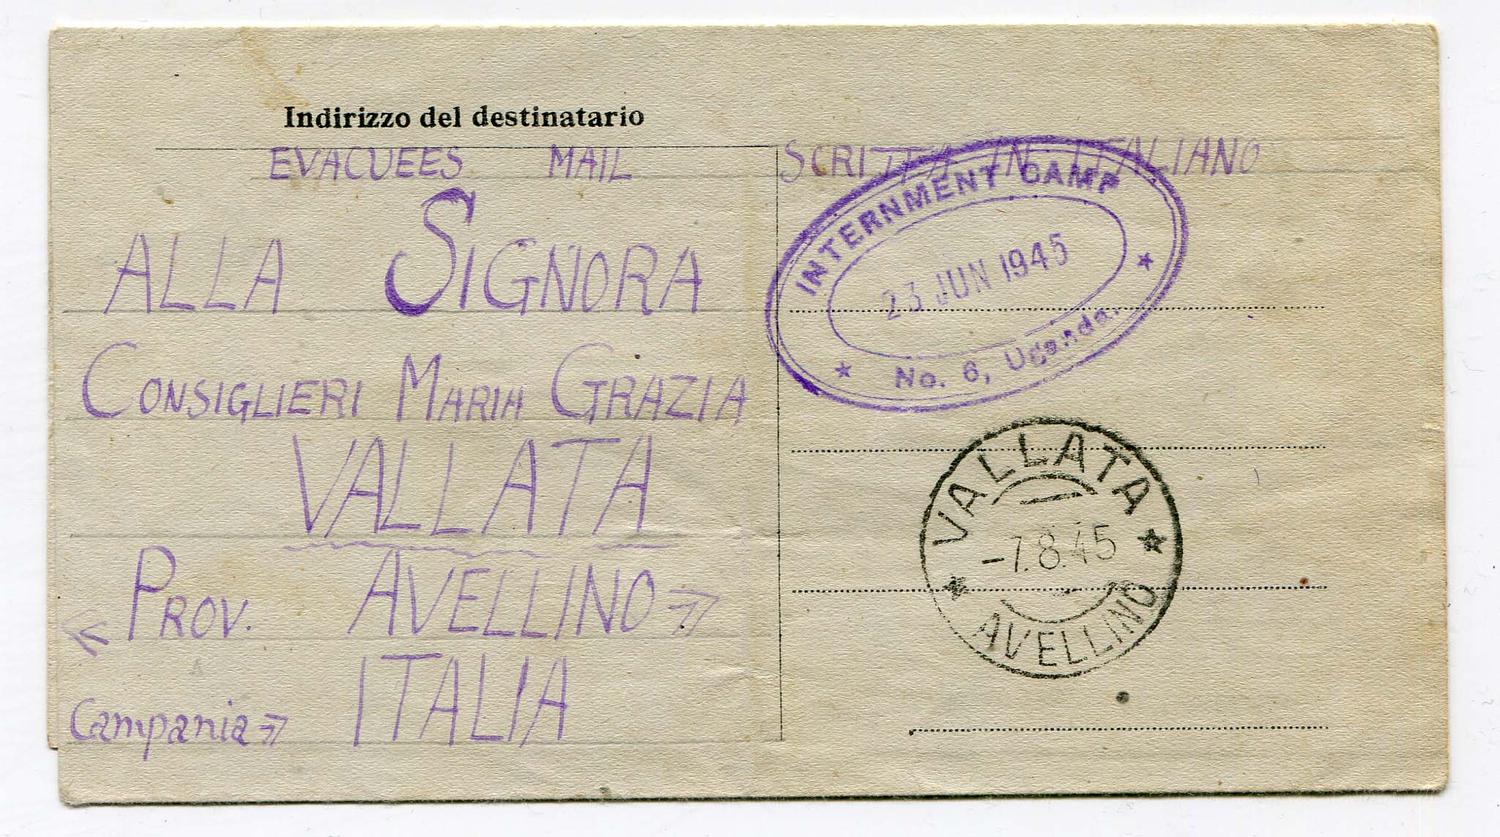 Indirizzo del destinatario
EVACUEES MAIL SCRITTA IN ITALIANO
ALLA SIGNORA
CONSIGLIERI MARIA GRAZIA
VALLATA
PROV. AVELLINO
Campania ITALIA
INTERNMENT CAMP
23 JUN 1945
No. 6, Uganda.
VALLATA
-7.8.45
AVELLINO